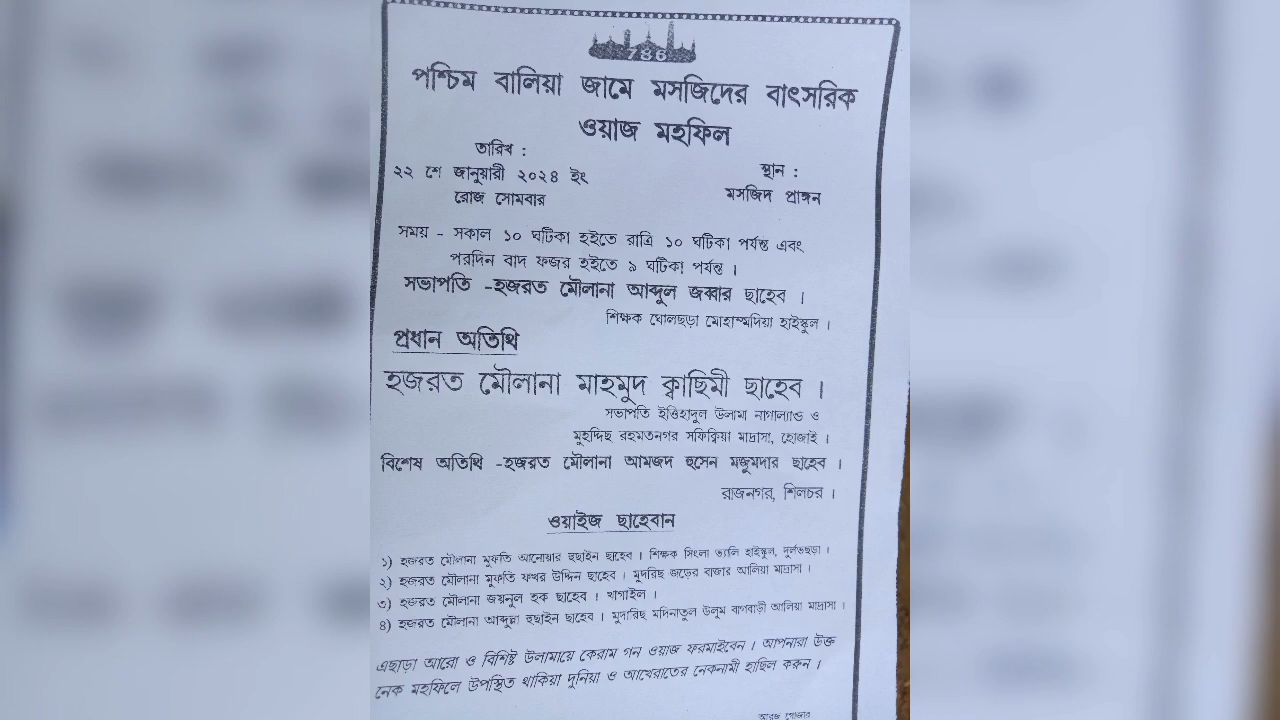 786
পশ্চিম বালিয়া জামে মসজিদের বাৎসরিক
ওয়াজ মহফিল
তারিখ :
২২ শে জানুয়ারী ২০২৪ ইং
রোজ সোমবার
স্থান :
মসজিদ প্রাঙ্গন
সময় - সকাল ১০ ঘটিকা হইতে রাত্রি ১০ ঘটিকা পর্যন্ত এবং
পরদিন বাদ ফজর হইতে ৯ ঘটিকা পর্যন্ত ।
সভাপতি -হজরত মৌলানা আব্দুল জব্বার ছাহেব ।
শিক্ষক ঘোলছড়া মোহাম্মদিয়া হাইস্কুল ।
প্রধান অতিথি
হজরত মৌলানা মাহমুদ ক্বাছিমী ছাহেব ।
সভাপতি ইত্তিহাদুল উলামা নাগাল্যান্ড ও
মুহদ্দিছ রহমতনগর সফিক্বিয়া মাদ্রাসা, হোজাই ।
বিশেষ অতিথি -হজরত মৌলানা আমজদ হুসেন মজুমদার ছাহেব ।
রাজনগর, শিলচর ।
ওয়াইজ ছাহেবান
১) হজরত মৌলানা মুফতি আনোয়ার হুছাইন ছাহেব । শিক্ষক সিংলা ভ্যালি হাইস্কুল, দুর্লভছড়া ।
২) হজরত মৌলানা মুফতি ফখর উদ্দিন ছাহেব । মুদরিছ জড়ের বাজার আলিয়া মাদ্রাসা ।
৩) হজরত মৌলানা জয়নুল হক ছাহেব । খাগাইল ।
৪) হজরত মৌলানা আব্দুল্লা হুছাইন ছাহেব । মুদারিছ মদিনাতুল উলুম বাগবাড়ী আলিয়া মাদ্রাসা ।
এছাড়া আরো ও বিশিষ্ট উলামায়ে কেরাম গন ওয়াজ ফরমাইবেন । আপনারা উক্ত
নেক মহফিলে উপস্থিত থাকিয়া দুনিয়া ও আখেরাতের নেকনামী হাছিল করুন ।